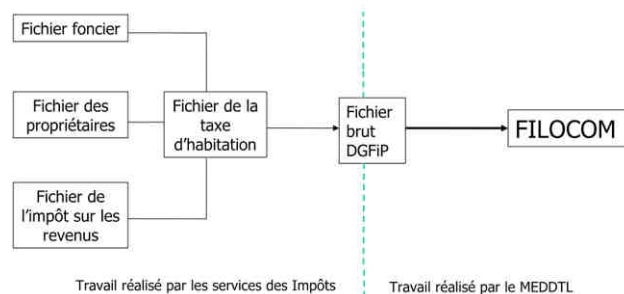 Fichier foncier
Fichier des
propriétaires
Fichier de la
taxe
d'habitation
Fichier
brut
DGFiP
FILOCOM
Fichier de
l'impôt sur les
revenus
Travail réalisé par les services des Impôts
Travail réalisé par le MEDDTL